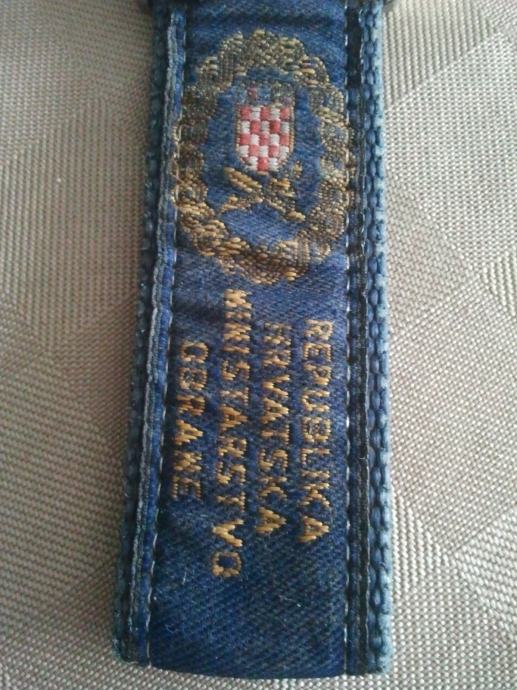 REPUBLIKA
HRVATSKA
MINISTARSTVO
OBRANE